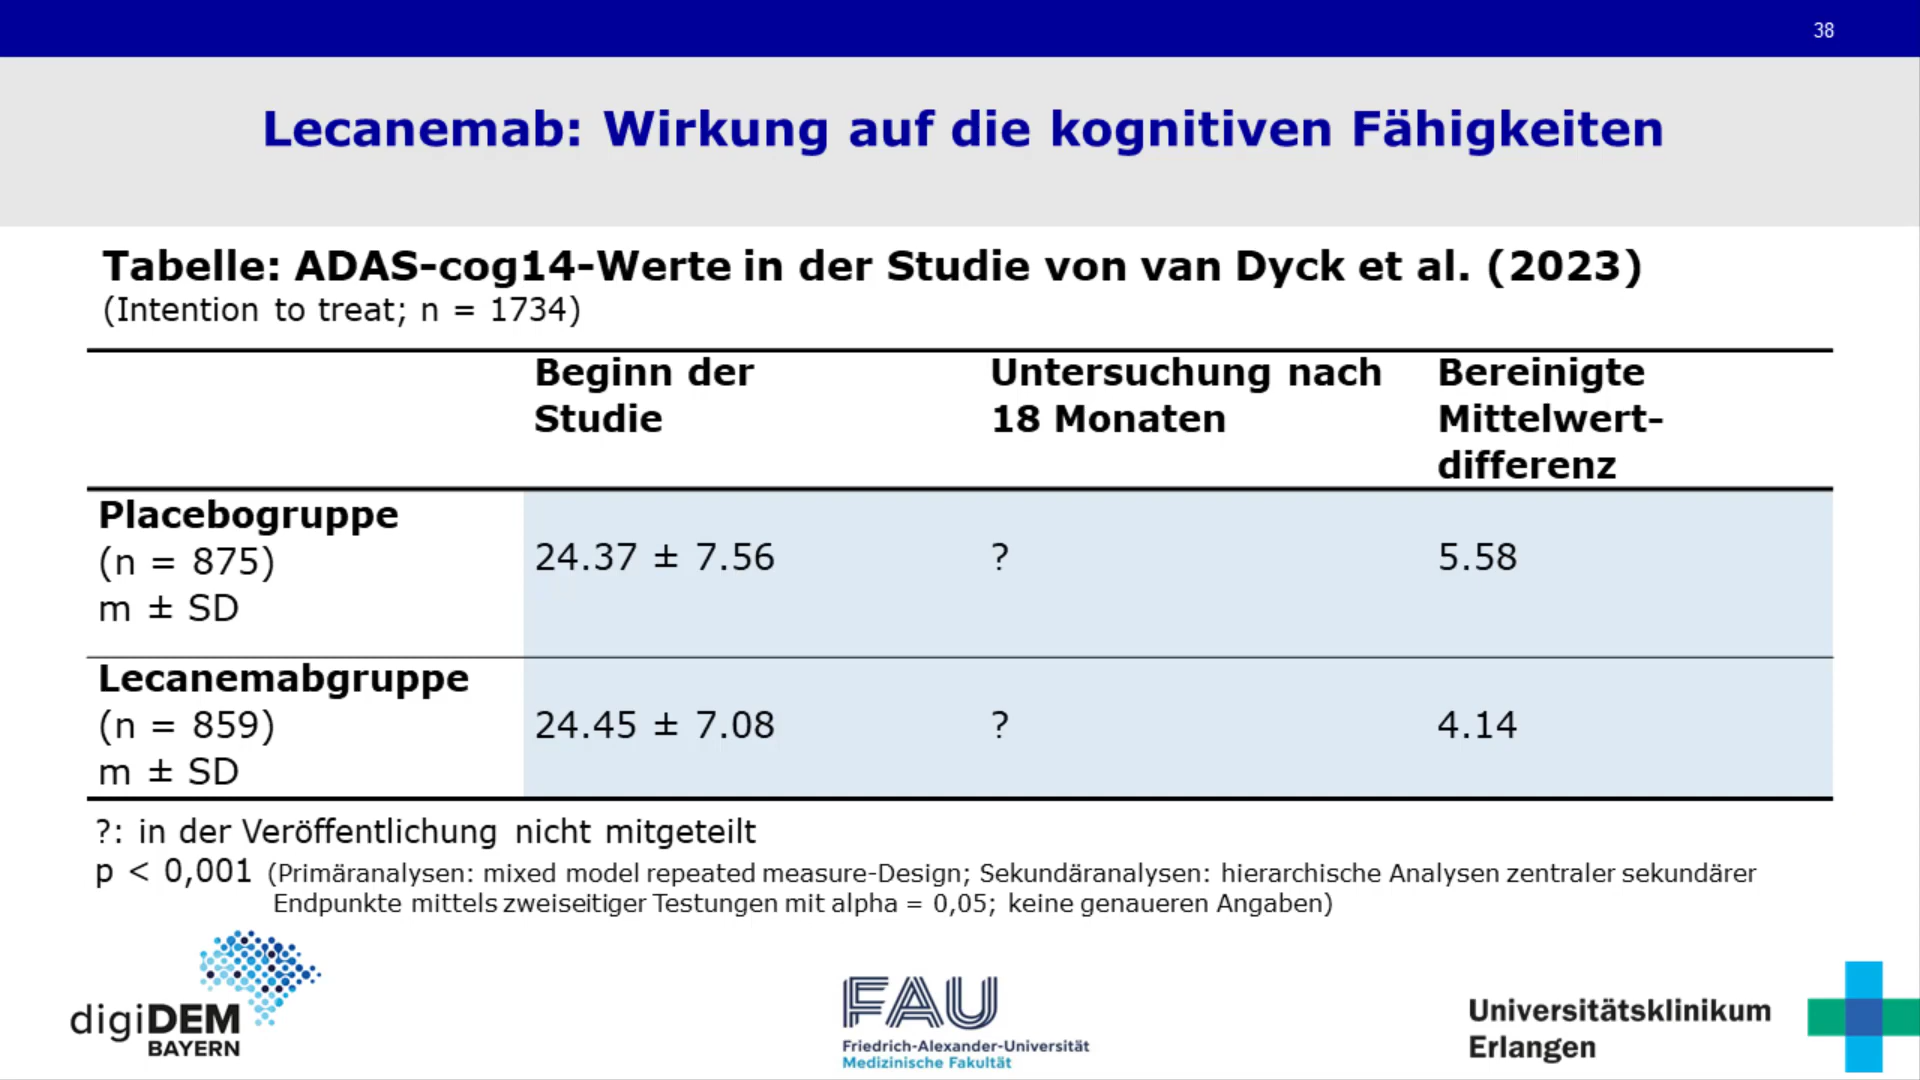 38
Lecanemab: Wirkung auf die kognitiven Fähigkeiten
Tabelle: ADAS-cog14-Werte in der Studie von van Dyck et al. (2023)
(Intention to treat; n = 1734)
Beginn der Studie
Untersuchung nach 18 Monaten
Bereinigte Mittelwert-differenz
Placebogruppe
(n = 875)
m ± SD
24.37 ± 7.56
?
5.58
Lecanemabgruppe
(n = 859)
m ± SD
24.45 ± 7.08
?
4.14
?: in der Veröffentlichung nicht mitgeteilt
p < 0,001 (Primäranalysen: mixed model repeated measure-Design; Sekundäranalysen: hierarchische Analysen zentraler sekundärer
Endpunkte mittels zweiseitiger Testungen mit alpha = 0,05; keine genaueren Angaben)
digiDEM
BAYERN
FAU
Friedrich-Alexander-Universität
Medizinische Fakultät
Universitätsklinikum
Erlangen